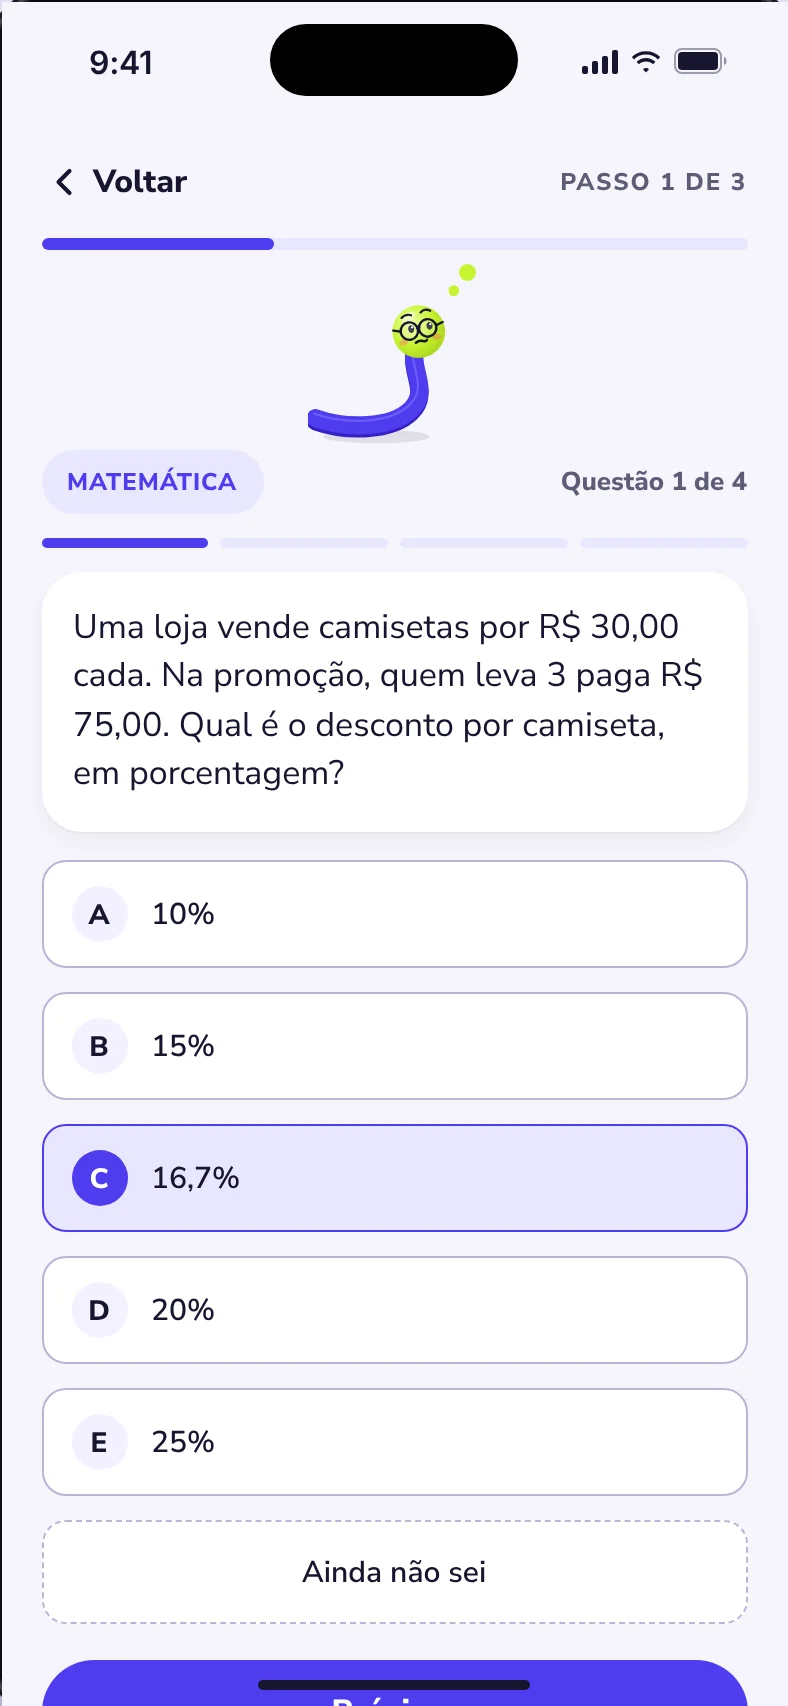 9:41
Voltar
PASSO 1 DE 3
MATEMÁTICA
Questão 1 de 4
Uma loja vende camisetas por R$ 30,00
cada. Na promoção, quem leva 3 paga R$
75,00. Qual é o desconto por camiseta,
em porcentagem?
A 10%
B 15%
C 16,7%
D 20%
E 25%
Ainda não sei